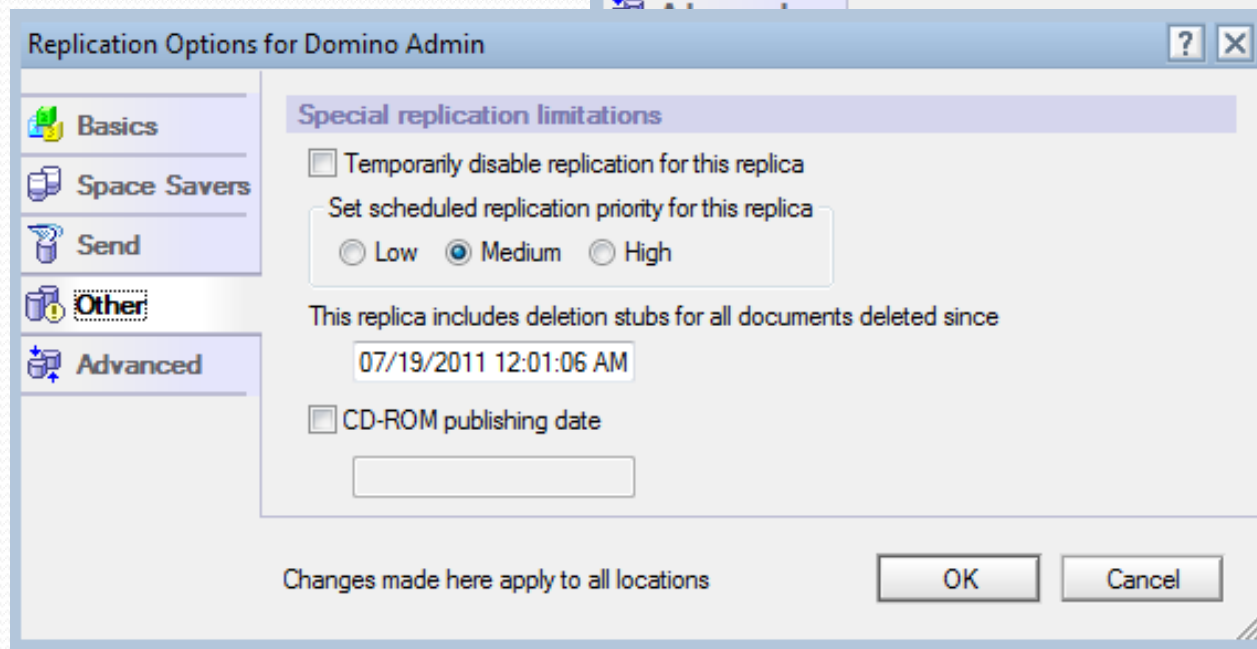 Replication Options for Domino Admin
Basics
Space Savers
Send
Other
Advanced
Special replication limitations
Temporarily disable replication for this replica
Set scheduled replication priority for this replica
Low Medium High
This replica includes deletion stubs for all documents deleted since
07/19/2011 12:01:06 AM
CD-ROM publishing date
Changes made here apply to all locations
OK Cancel